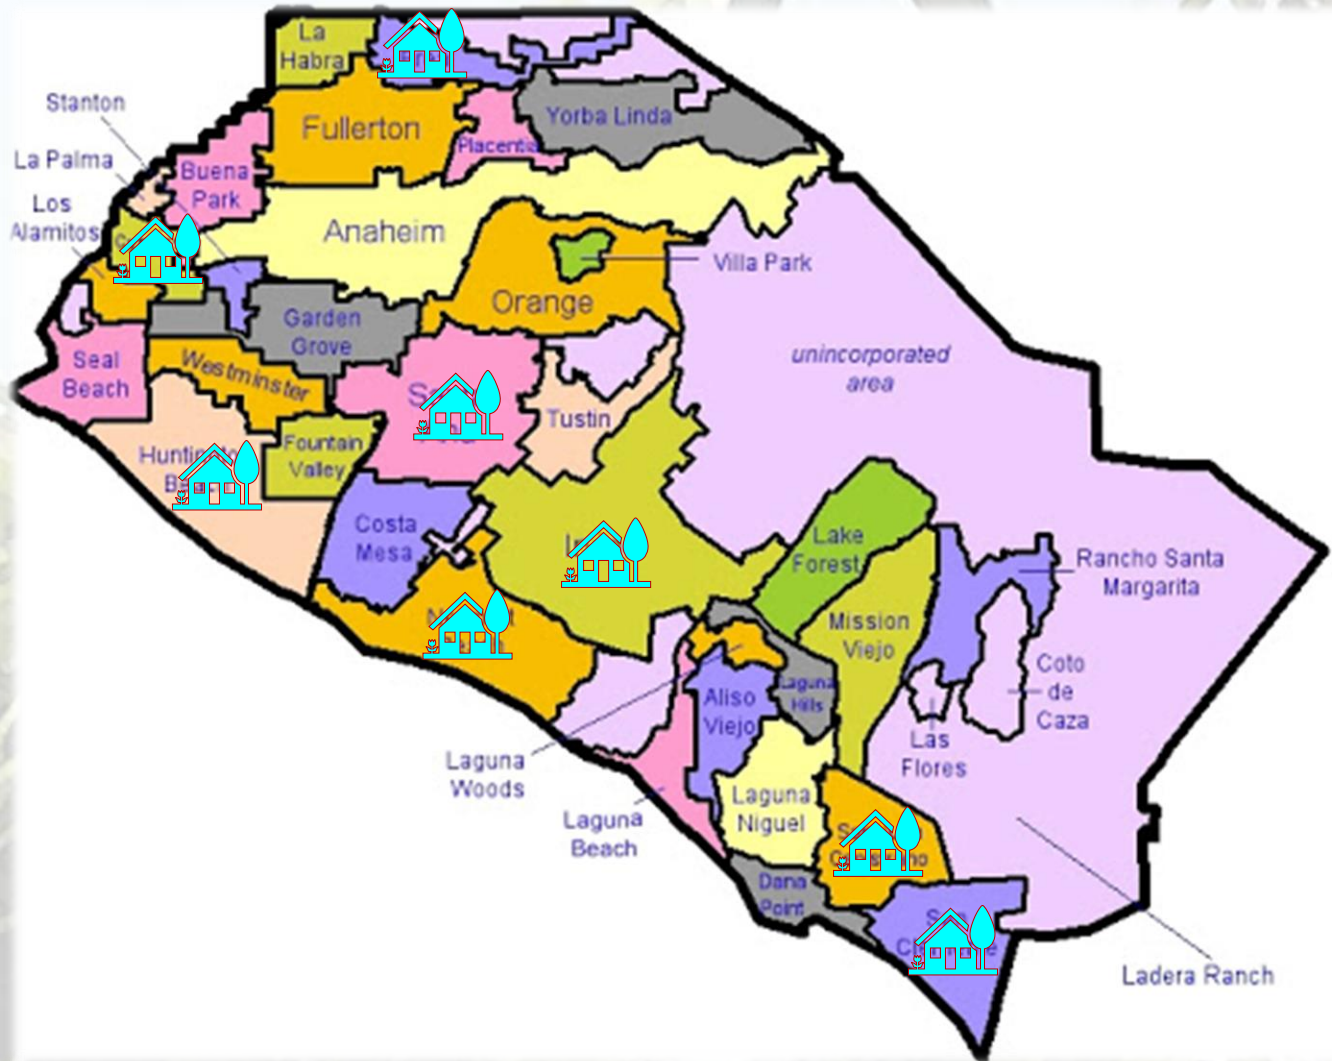 La
Habra
Stanton
Fullerton
Yorba Linda
Placentia
La Palma
Buena
Park
Los
Alamitos
Anaheim
Villa Park
Orange
Garden
Grove
unincorporated
area
Seal
Beach
Westminster
Tustin
Fountain
Valley
Costa
Mesa
Lake
Forest
Rancho Santa
Margarita
Mission
Viejo
Coto
de
Caza
Aliso
Viejo
Laguna
Hills
Las
Flores
Laguna
Woods
Laguna
Niguel
Laguna
Beach
Dana
Point
Ladera Ranch